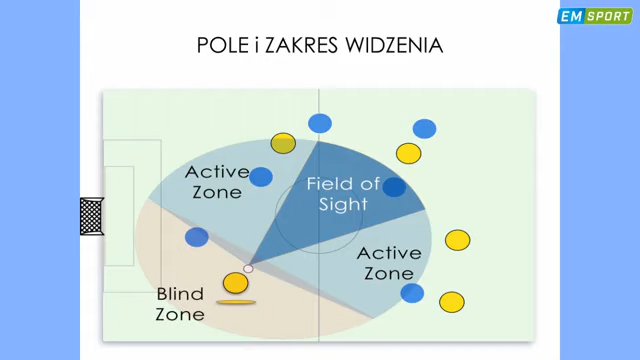 EM SPORT
POLE i ZAKRES WIDZENIA
Active
Zone
Field of
Sight
Active
Zone
Blind
Zone